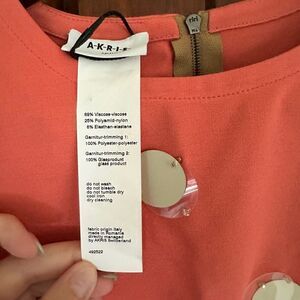 A-K-R-I-S
69% Viscose-viscose
25% Polyamid-nylon
6% Elasthan-elastane
Garnitur-trimming 1:
100% Polyester-polyester
Garnitur-trimming 2:
100% Glasproduct
glass product
do not wash
do not bleach
do not tumble dry
cool iron
dry cleaning
fabric origin Italy
made in Romania
directly managed
by AKRIS Switzerland
492522
riri